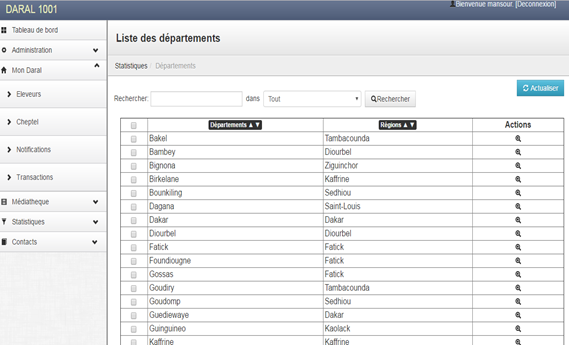 DARAL 1001
Bienvenue mansour. [Deconnexion]
Tableau de bord
Administration
Mon Daral
Eleveurs
Cheptel
Notifications
Transactions
Médiatheque
Statistiques
Contacts
Liste des départements
Statistiques / Départements
Actualiser
Rechercher: dans Tout Rechercher
Départements Régions Actions
Bakel Tambacounda
Bambey Diourbel
Bignona Ziguinchor
Birkelane Kaffrine
Bounkiling Sedhiou
Dagana Saint-Louis
Dakar Dakar
Diourbel Diourbel
Fatick Fatick
Foundiougne Fatick
Gossas Fatick
Goudiry Tambacounda
Goudomp Sedhiou
Guediewaye Dakar
Guinguineo Kaolack
Kaffrine Kaffrine